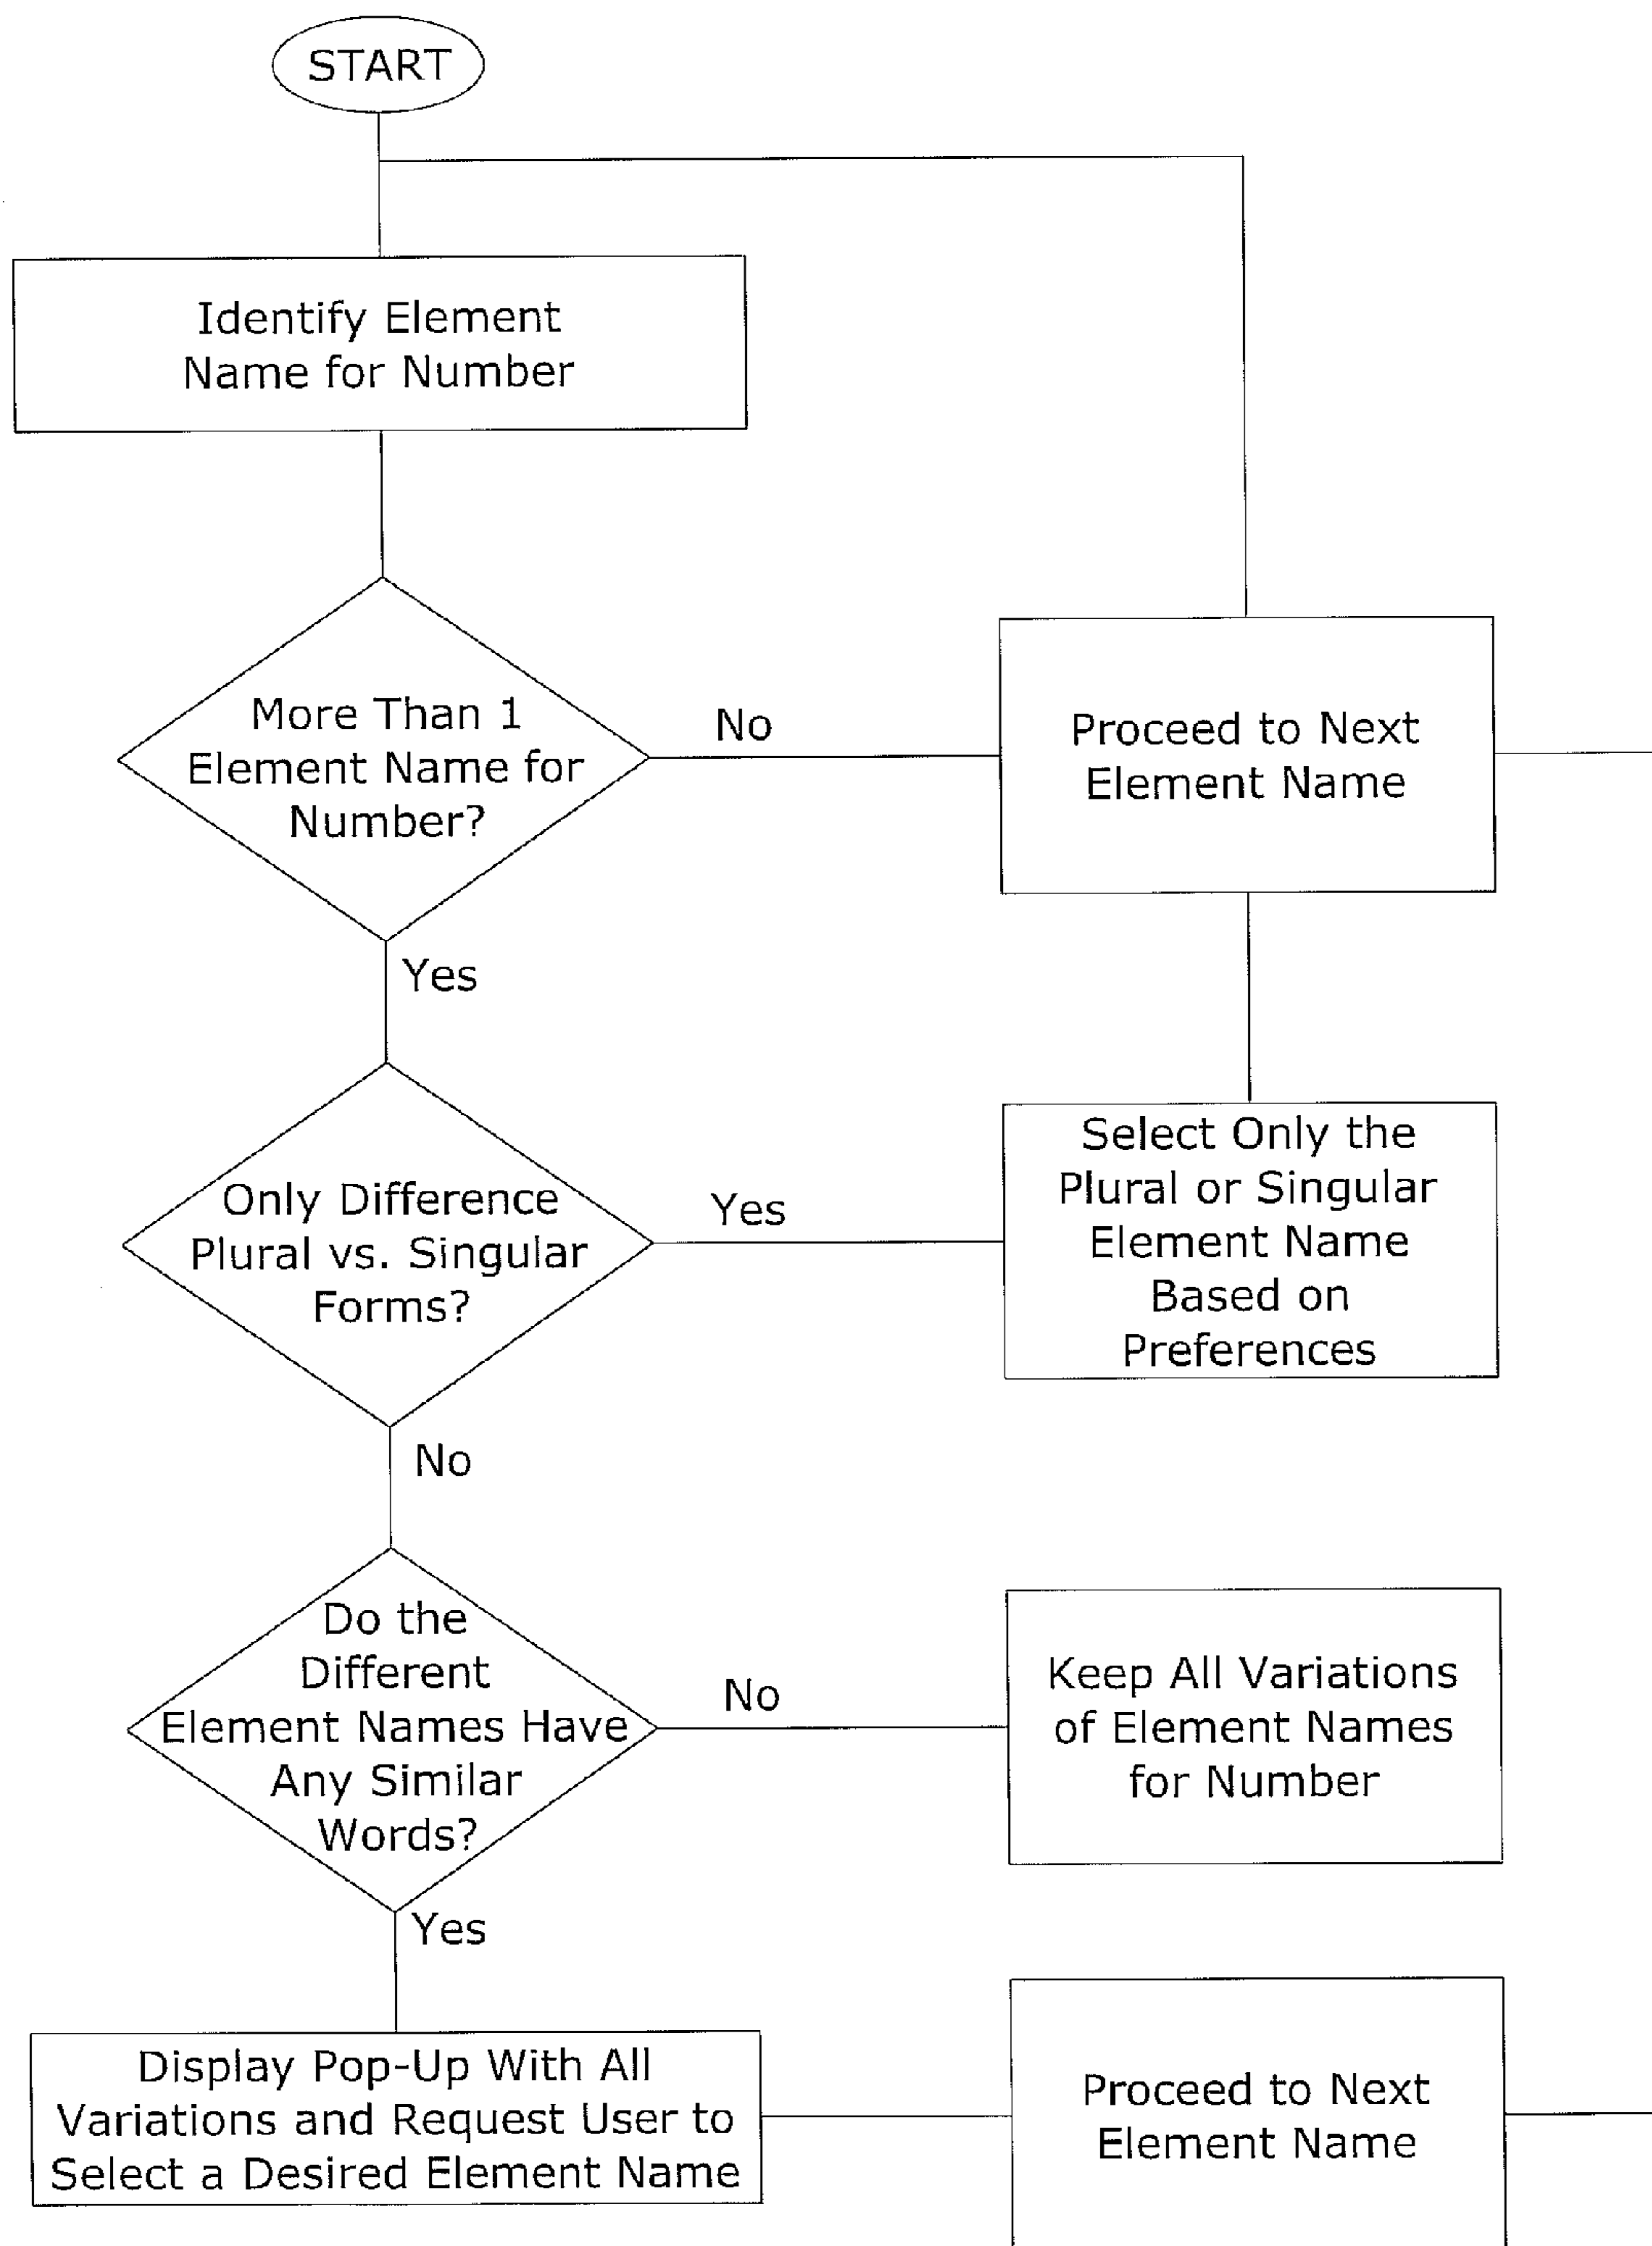 START
Identify Element
Name for Number
More Than 1
Element Name for
Number?
No
Proceed to Next
Element Name
Yes
Only Difference
Plural vs. Singular
Forms?
Yes
Select Only the
Plural or Singular
Element Name
Based on
Preferences
No
Do the
Different
Element Names Have
Any Similar
Words?
No
Keep All Variations
of Element Names
for Number
Yes
Display Pop-Up With All
Variations and Request User to
Select a Desired Element Name
Proceed to Next
Element Name